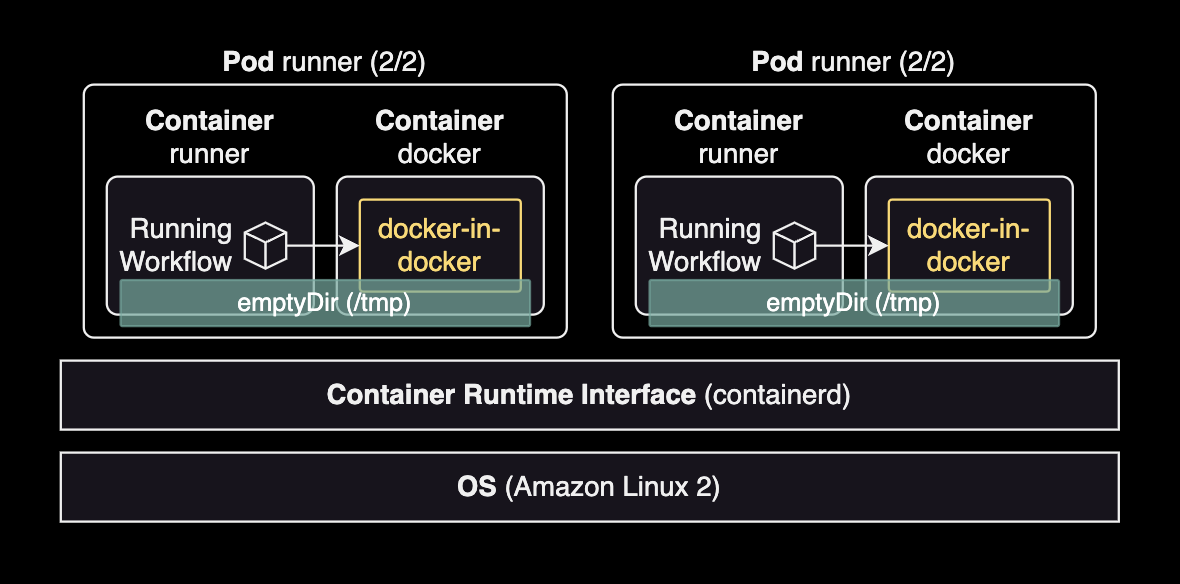 Pod runner (2/2)
Container
runner
Container
docker
Running
Workflow
docker-in-
docker
emptyDir (/tmp)
Pod runner (2/2)
Container
runner
Container
docker
Running
Workflow
docker-in-
docker
emptyDir (/tmp)
Container Runtime Interface (containerd)
OS (Amazon Linux 2)